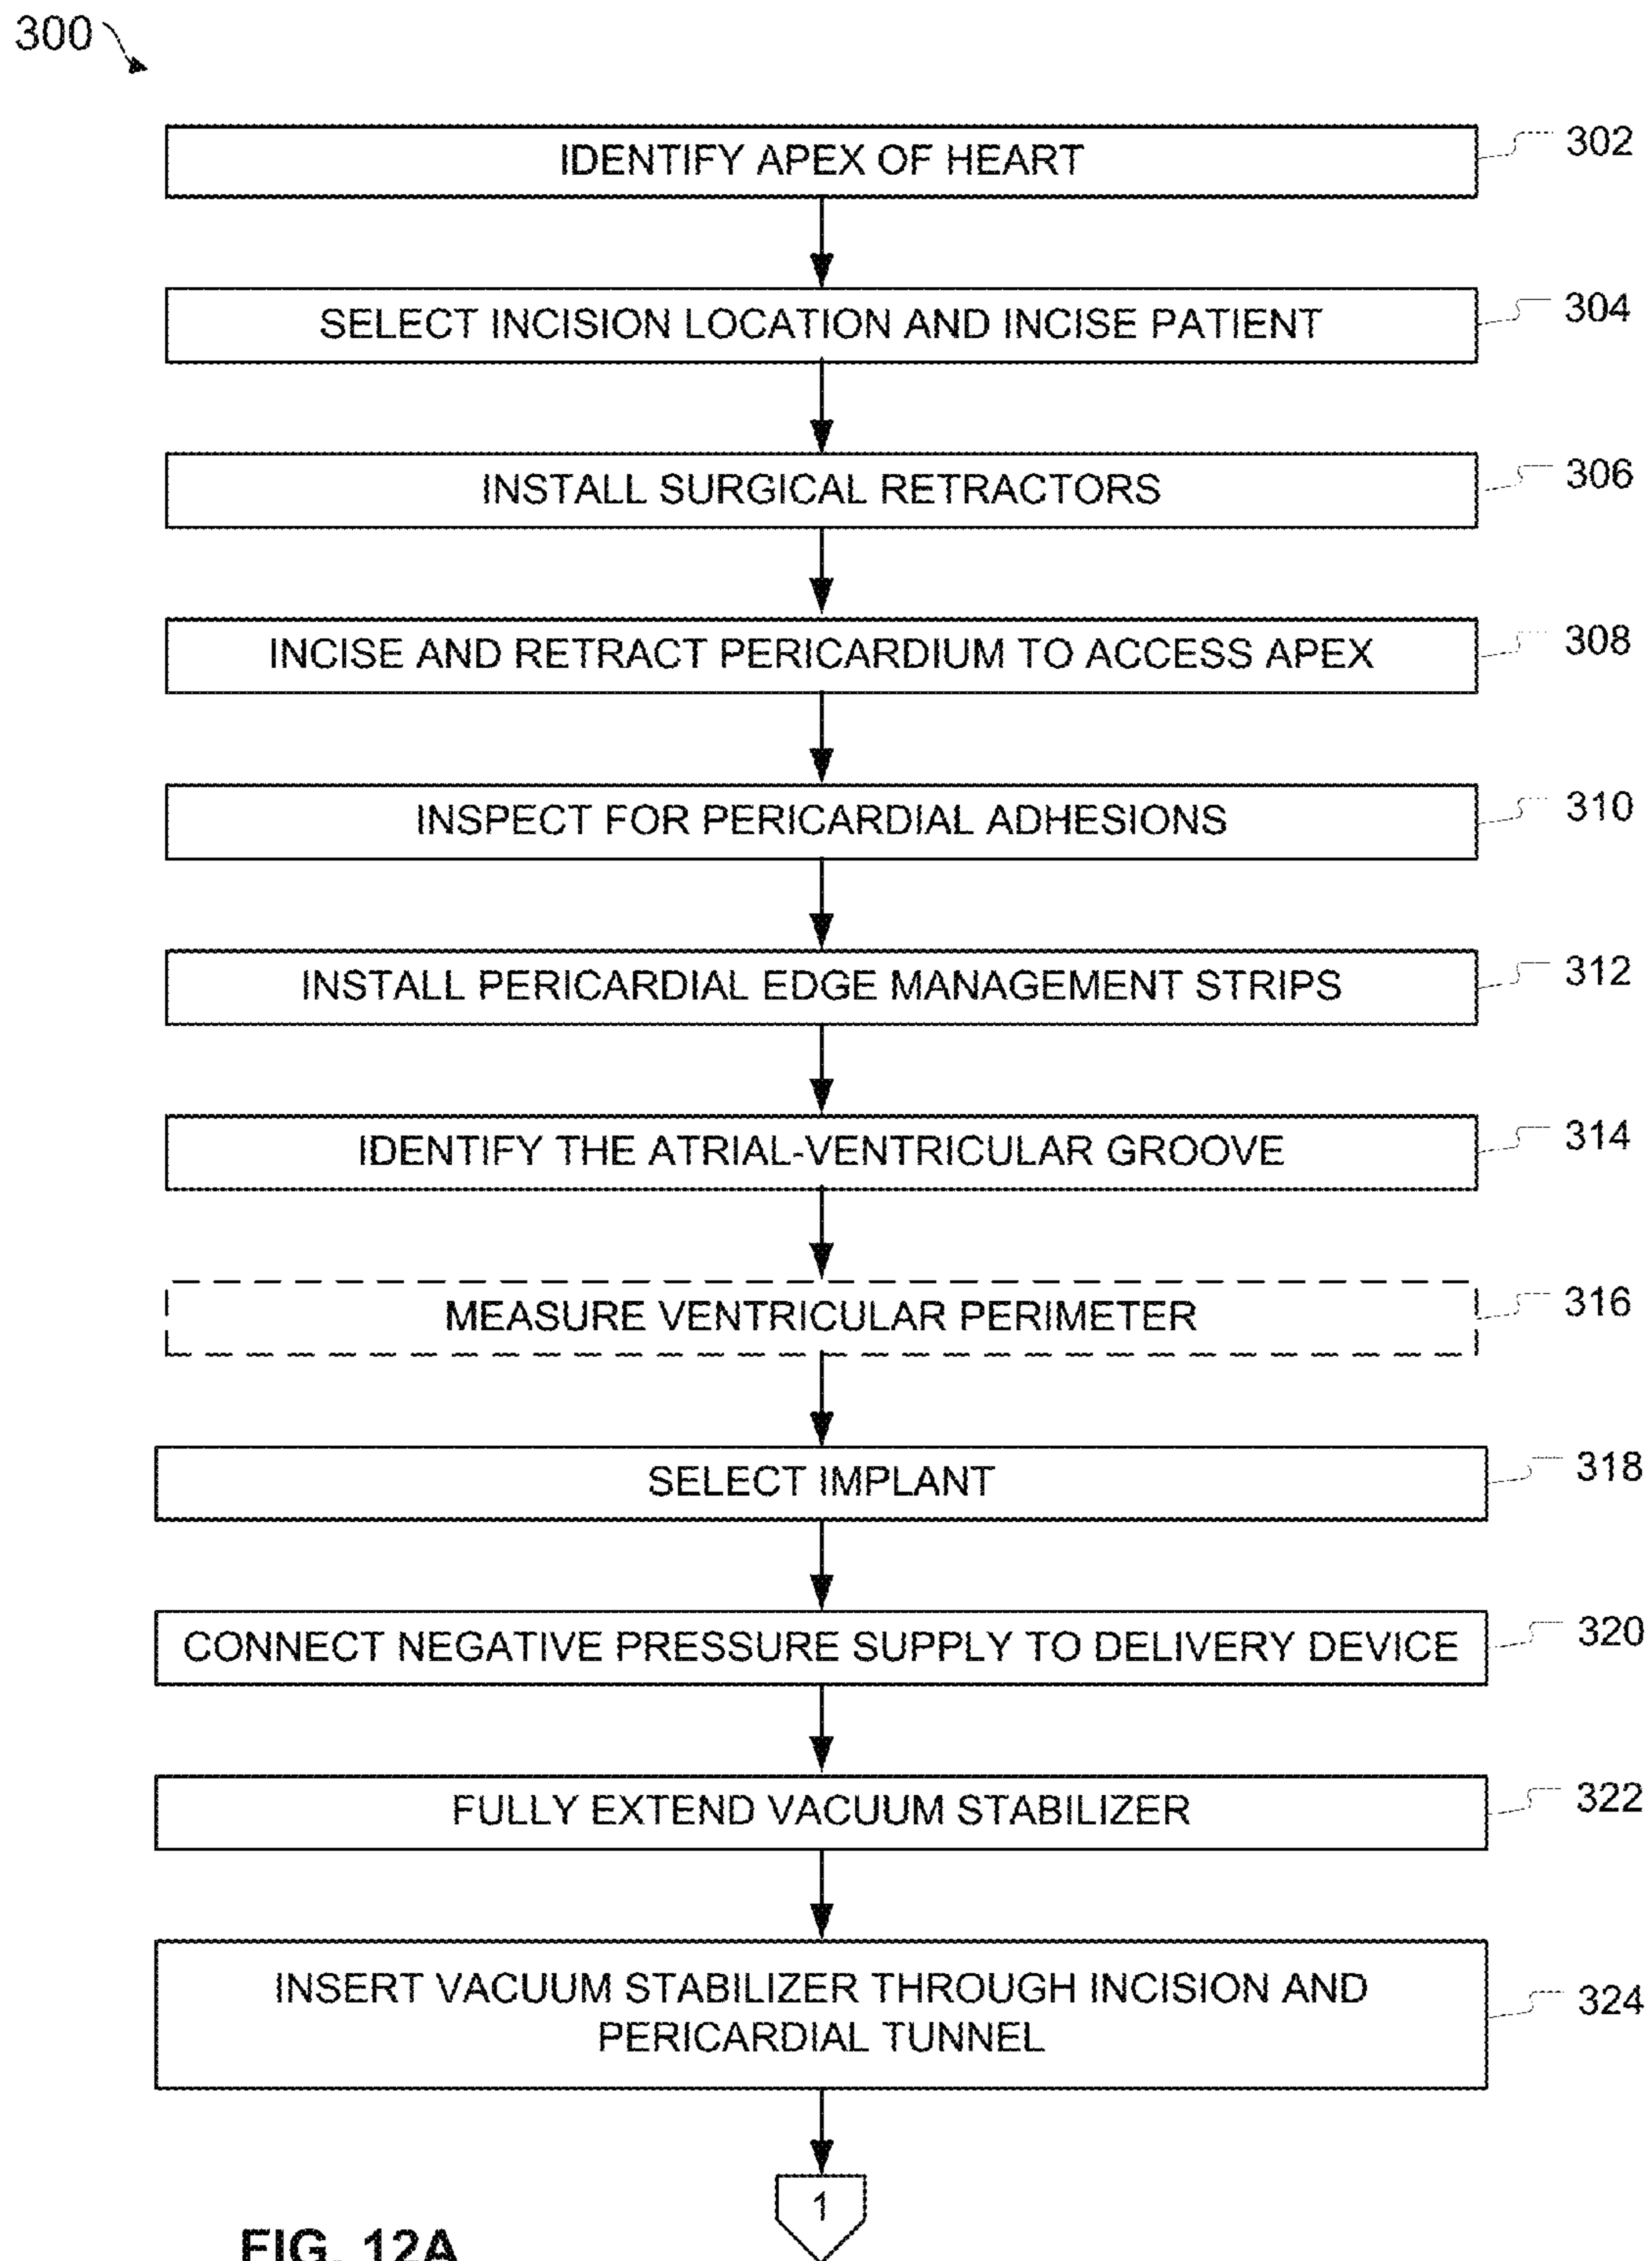 300
IDENTIFY APEX OF HEART
302
SELECT INCISION LOCATION AND INCISE PATIENT
304
INSTALL SURGICAL RETRACTORS
306
INCISE AND RETRACT PERICARDIUM TO ACCESS APEX
308
INSPECT FOR PERICARDIAL ADHESIONS
310
INSTALL PERICARDIAL EDGE MANAGEMENT STRIPS
312
IDENTIFY THE ATRIAL-VENTRICULAR GROOVE
314
MEASURE VENTRICULAR PERIMETER
316
SELECT IMPLANT
318
CONNECT NEGATIVE PRESSURE SUPPLY TO DELIVERY DEVICE
320
FULLY EXTEND VACUUM STABILIZER
322
INSERT VACUUM STABILIZER THROUGH INCISION AND
PERICARDIAL TUNNEL
324
1
FIG. 12A